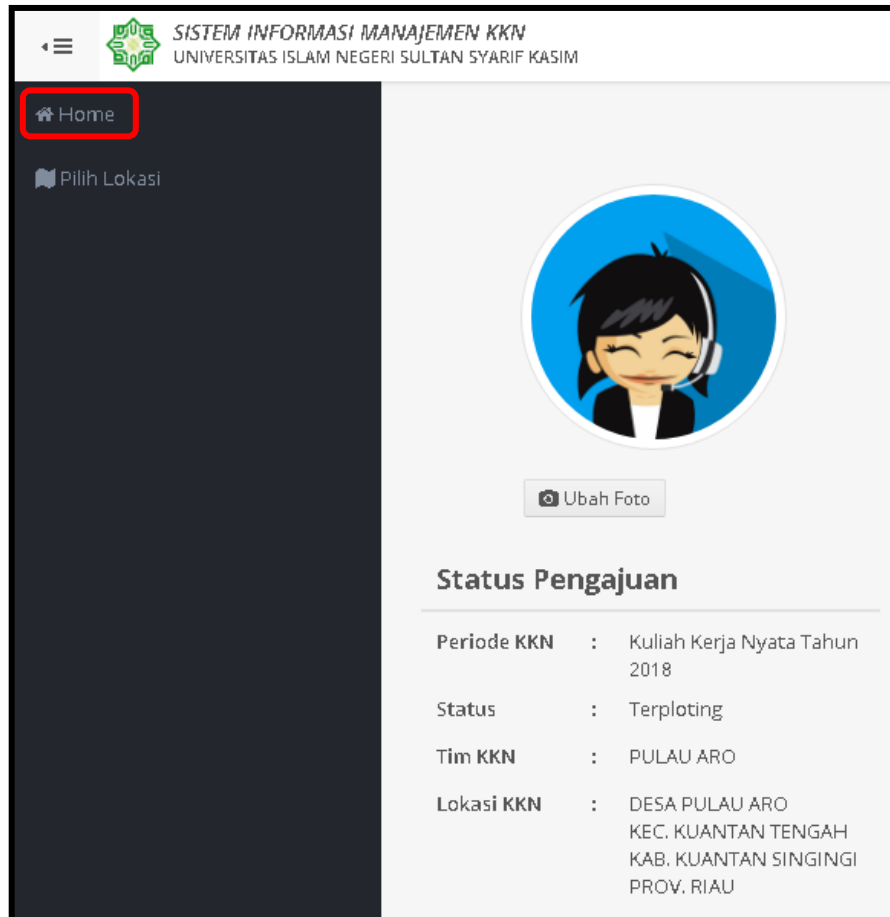 SISTEM INFORMASI MANAJEMEN KKN
UNIVERSITAS ISLAM NEGERI SULTAN SYARIF KASIM
Home
Pilih Lokasi
Ubah Foto
Status Pengajuan
Periode KKN : Kuliah Kerja Nyata Tahun
2018
Status : Terploting
Tim KKN : PULAU ARO
Lokasi KKN : DESA PULAU ARO
KEC. KUANTAN TENGAH
KAB. KUANTAN SINGINGI
PROV. RIAU